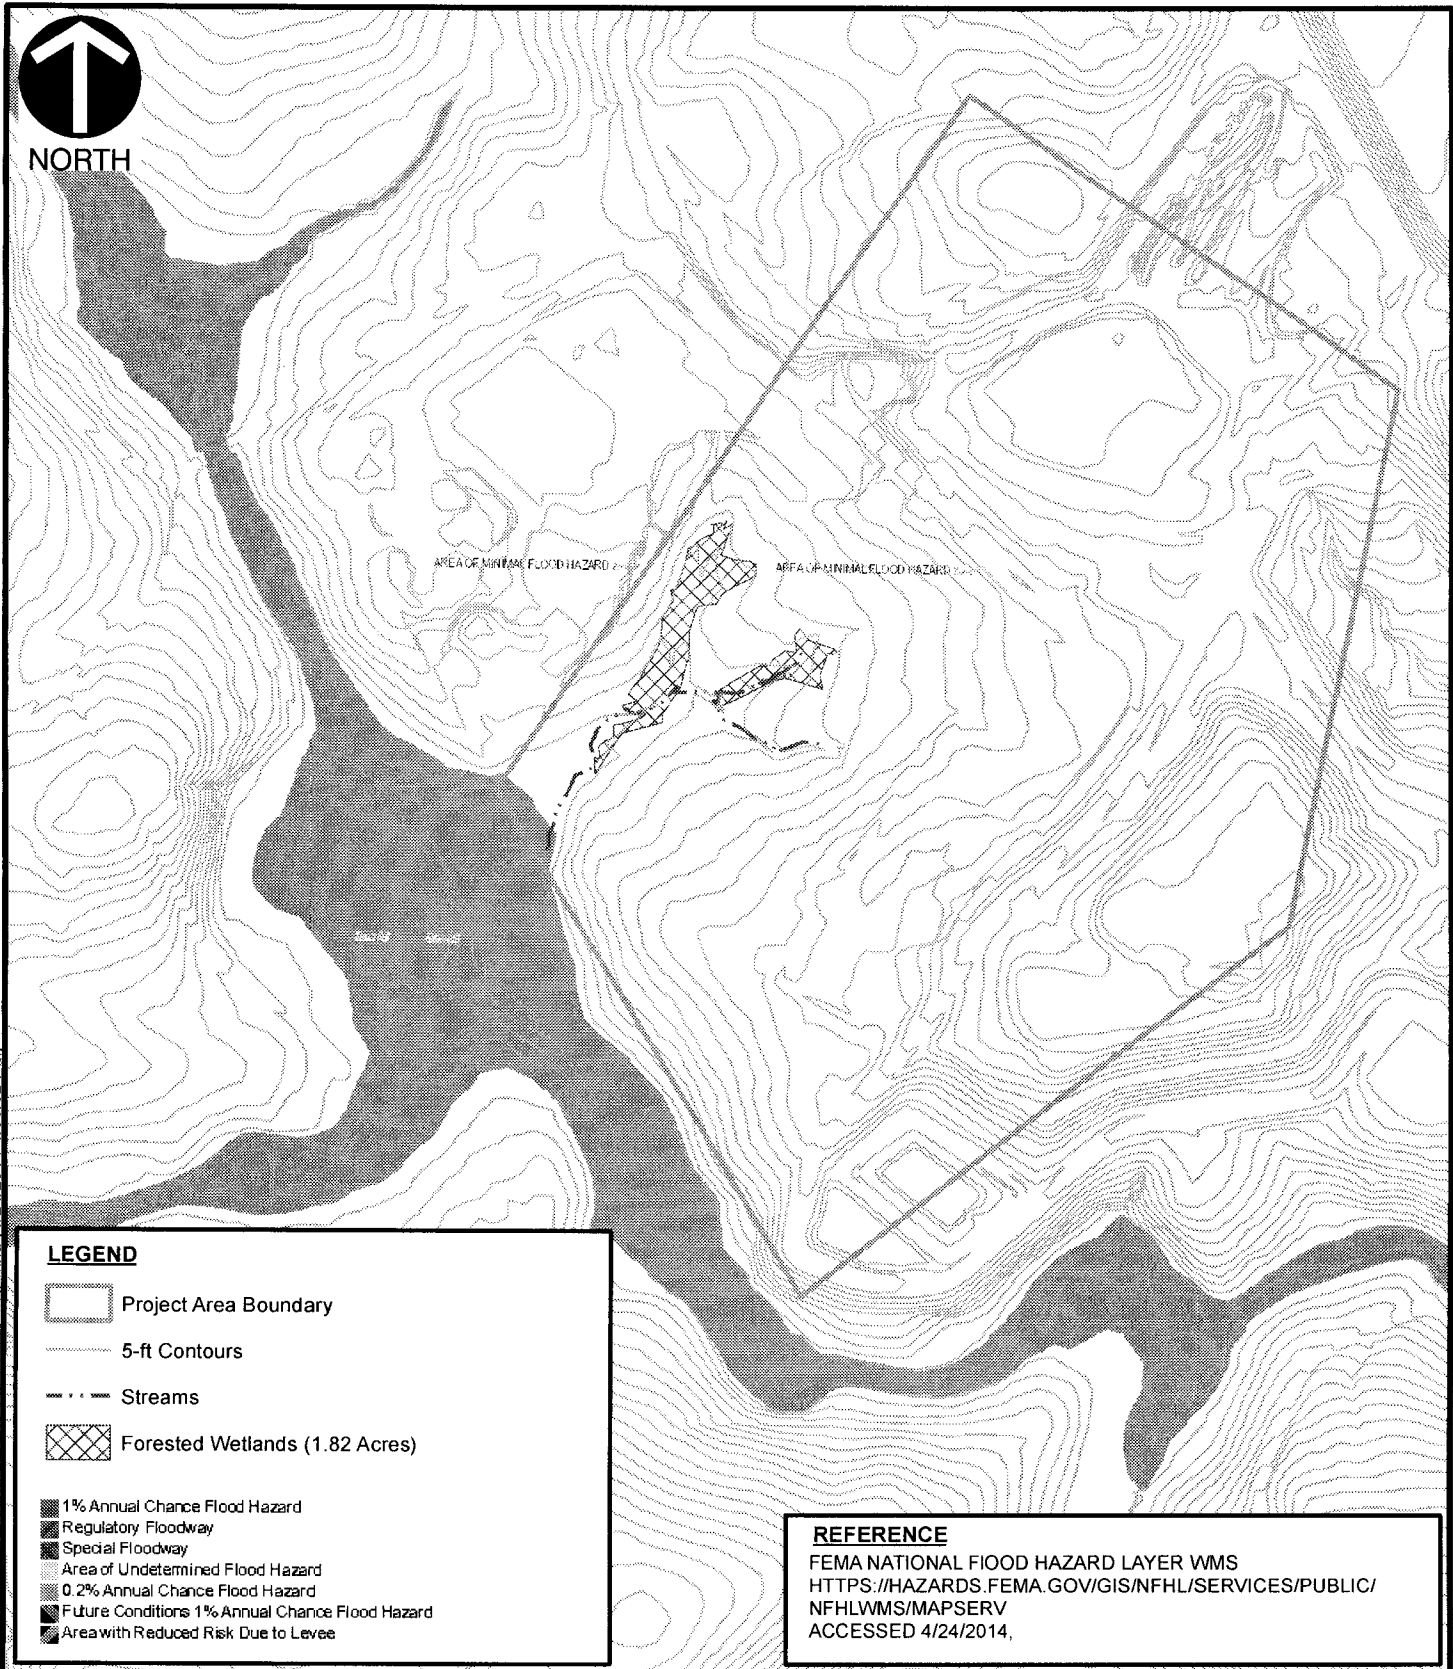 NORTH
AREA OF MINIMAL FLOOD HAZARD
AREA OF MINIMAL FLOOD HAZARD
LEGEND
Project Area Boundary
5-ft Contours
Streams
Forested Wetlands (1.82 Acres)
1% Annual Chance Flood Hazard
Regulatory Floodway
Special Floodway
Area of Undetermined Flood Hazard
0.2% Annual Chance Flood Hazard
Future Conditions 1% Annual Chance Flood Hazard
Area with Reduced Risk Due to Levee
REFERENCE
FEMA NATIONAL FlOOD HAZARD LAYER WMS
HTTPS://HAZARDS.FEMA.GOV/GIS/NFHL/SERVICES/PUBLIC/
NFHLWMS/MAPSERV
ACCESSED 4/24/2014,